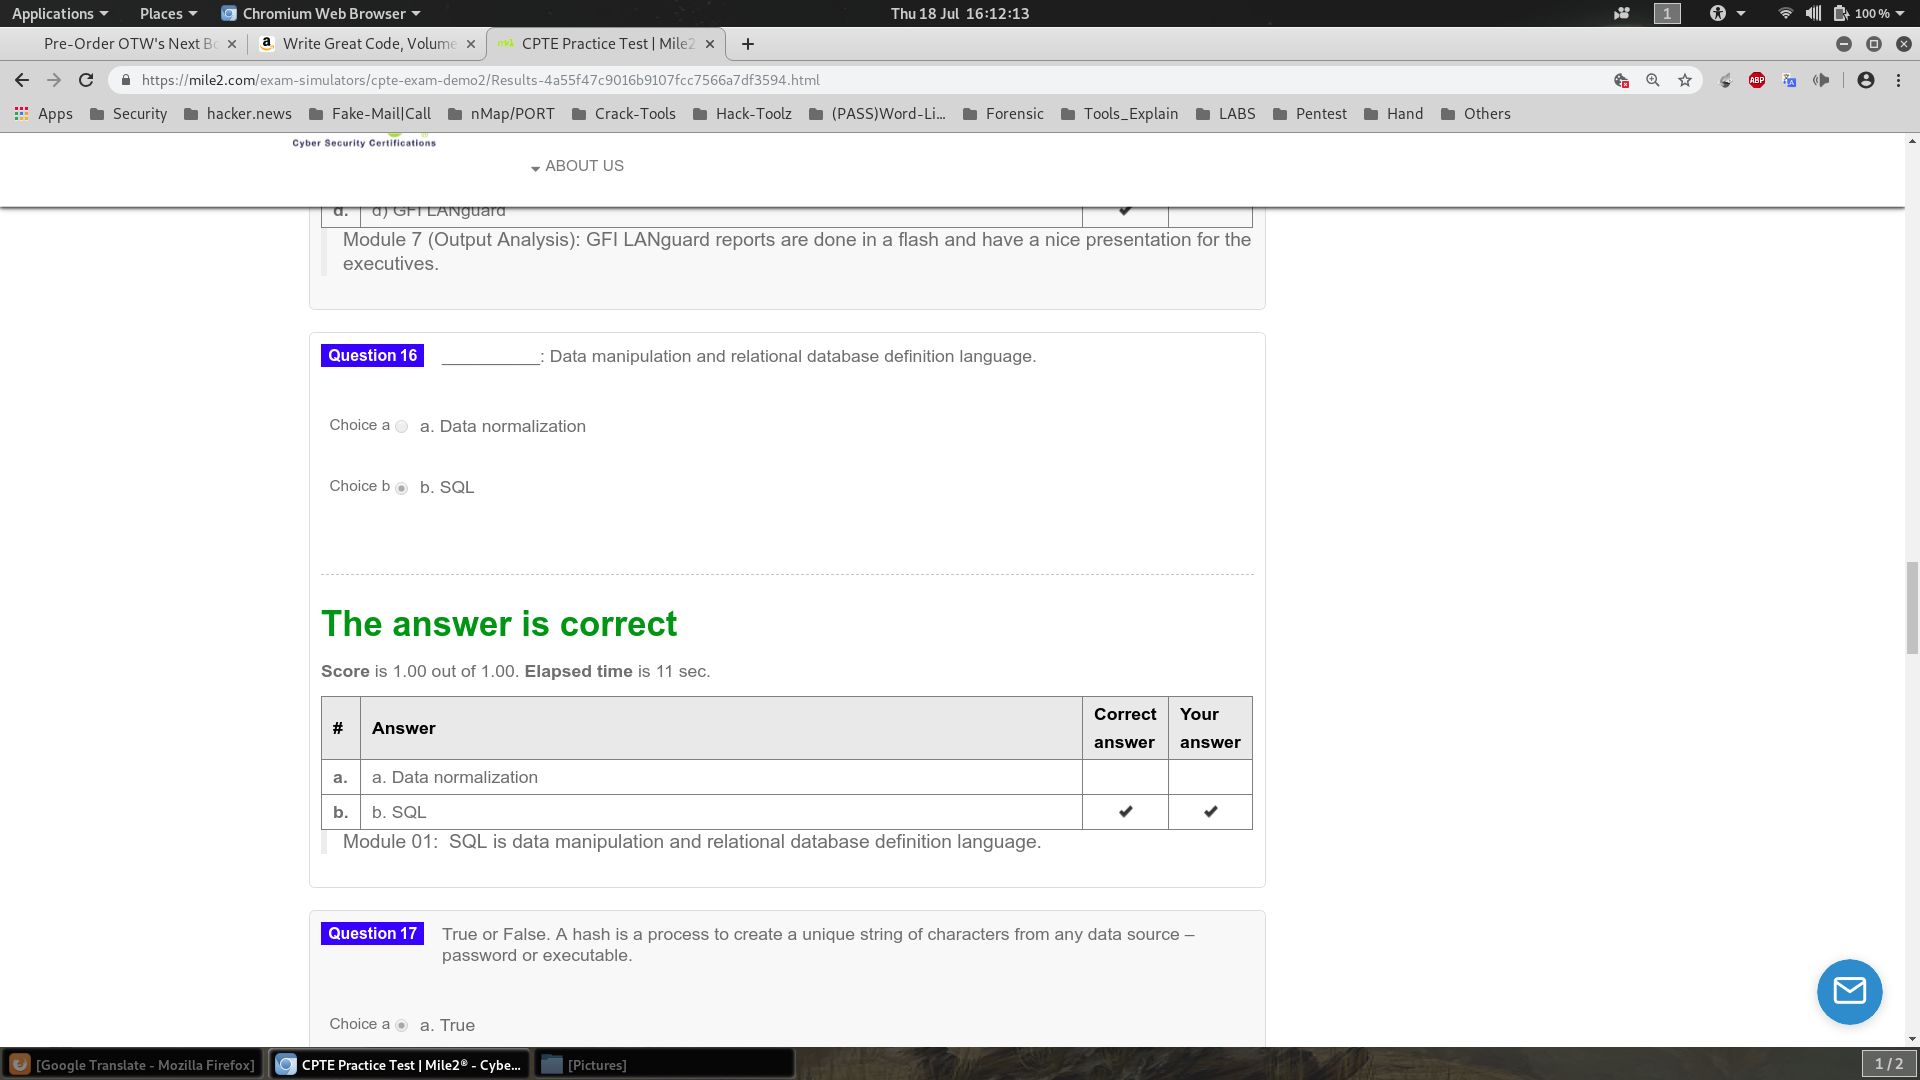 Applications Places Chromium Web Browser Thu 18 Jul 16:12:13 1 100 %
Pre-Order OTW's Next Bo Write Great Code, Volume CPTE Practice Test | Mile2
https://mile2.com/exam-simulators/cpte-exam-demo2/Results-4a55f47c9016b9107fcc7566a7df3594.html ABP
Apps Security hacker.news Fake-Mail|Call nMap/PORT Crack-Tools Hack-Toolz (PASS)Word-Li... Forensic Tools_Explain LABS Pentest Hand Others
Cyber Security Certifications
ABOUT US
d. d) GFI LANguard ✔
Module 7 (Output Analysis): GFI LANguard reports are done in a flash and have a nice presentation for the
executives.
Question 16 __________: Data manipulation and relational database definition language.
Choice a a. Data normalization
Choice b b. SQL
The answer is correct
Score is 1.00 out of 1.00. Elapsed time is 11 sec.
# Answer Correct answer Your answer
a. a. Data normalization
b. b. SQL ✔ ✔
Module 01: SQL is data manipulation and relational database definition language.
Question 17 True or False. A hash is a process to create a unique string of characters from any data source –
password or executable.
Choice a a. True
[Google Translate - Mozilla Firefox] CPTE Practice Test | Mile2® - Cybe... [Pictures] 1 / 2